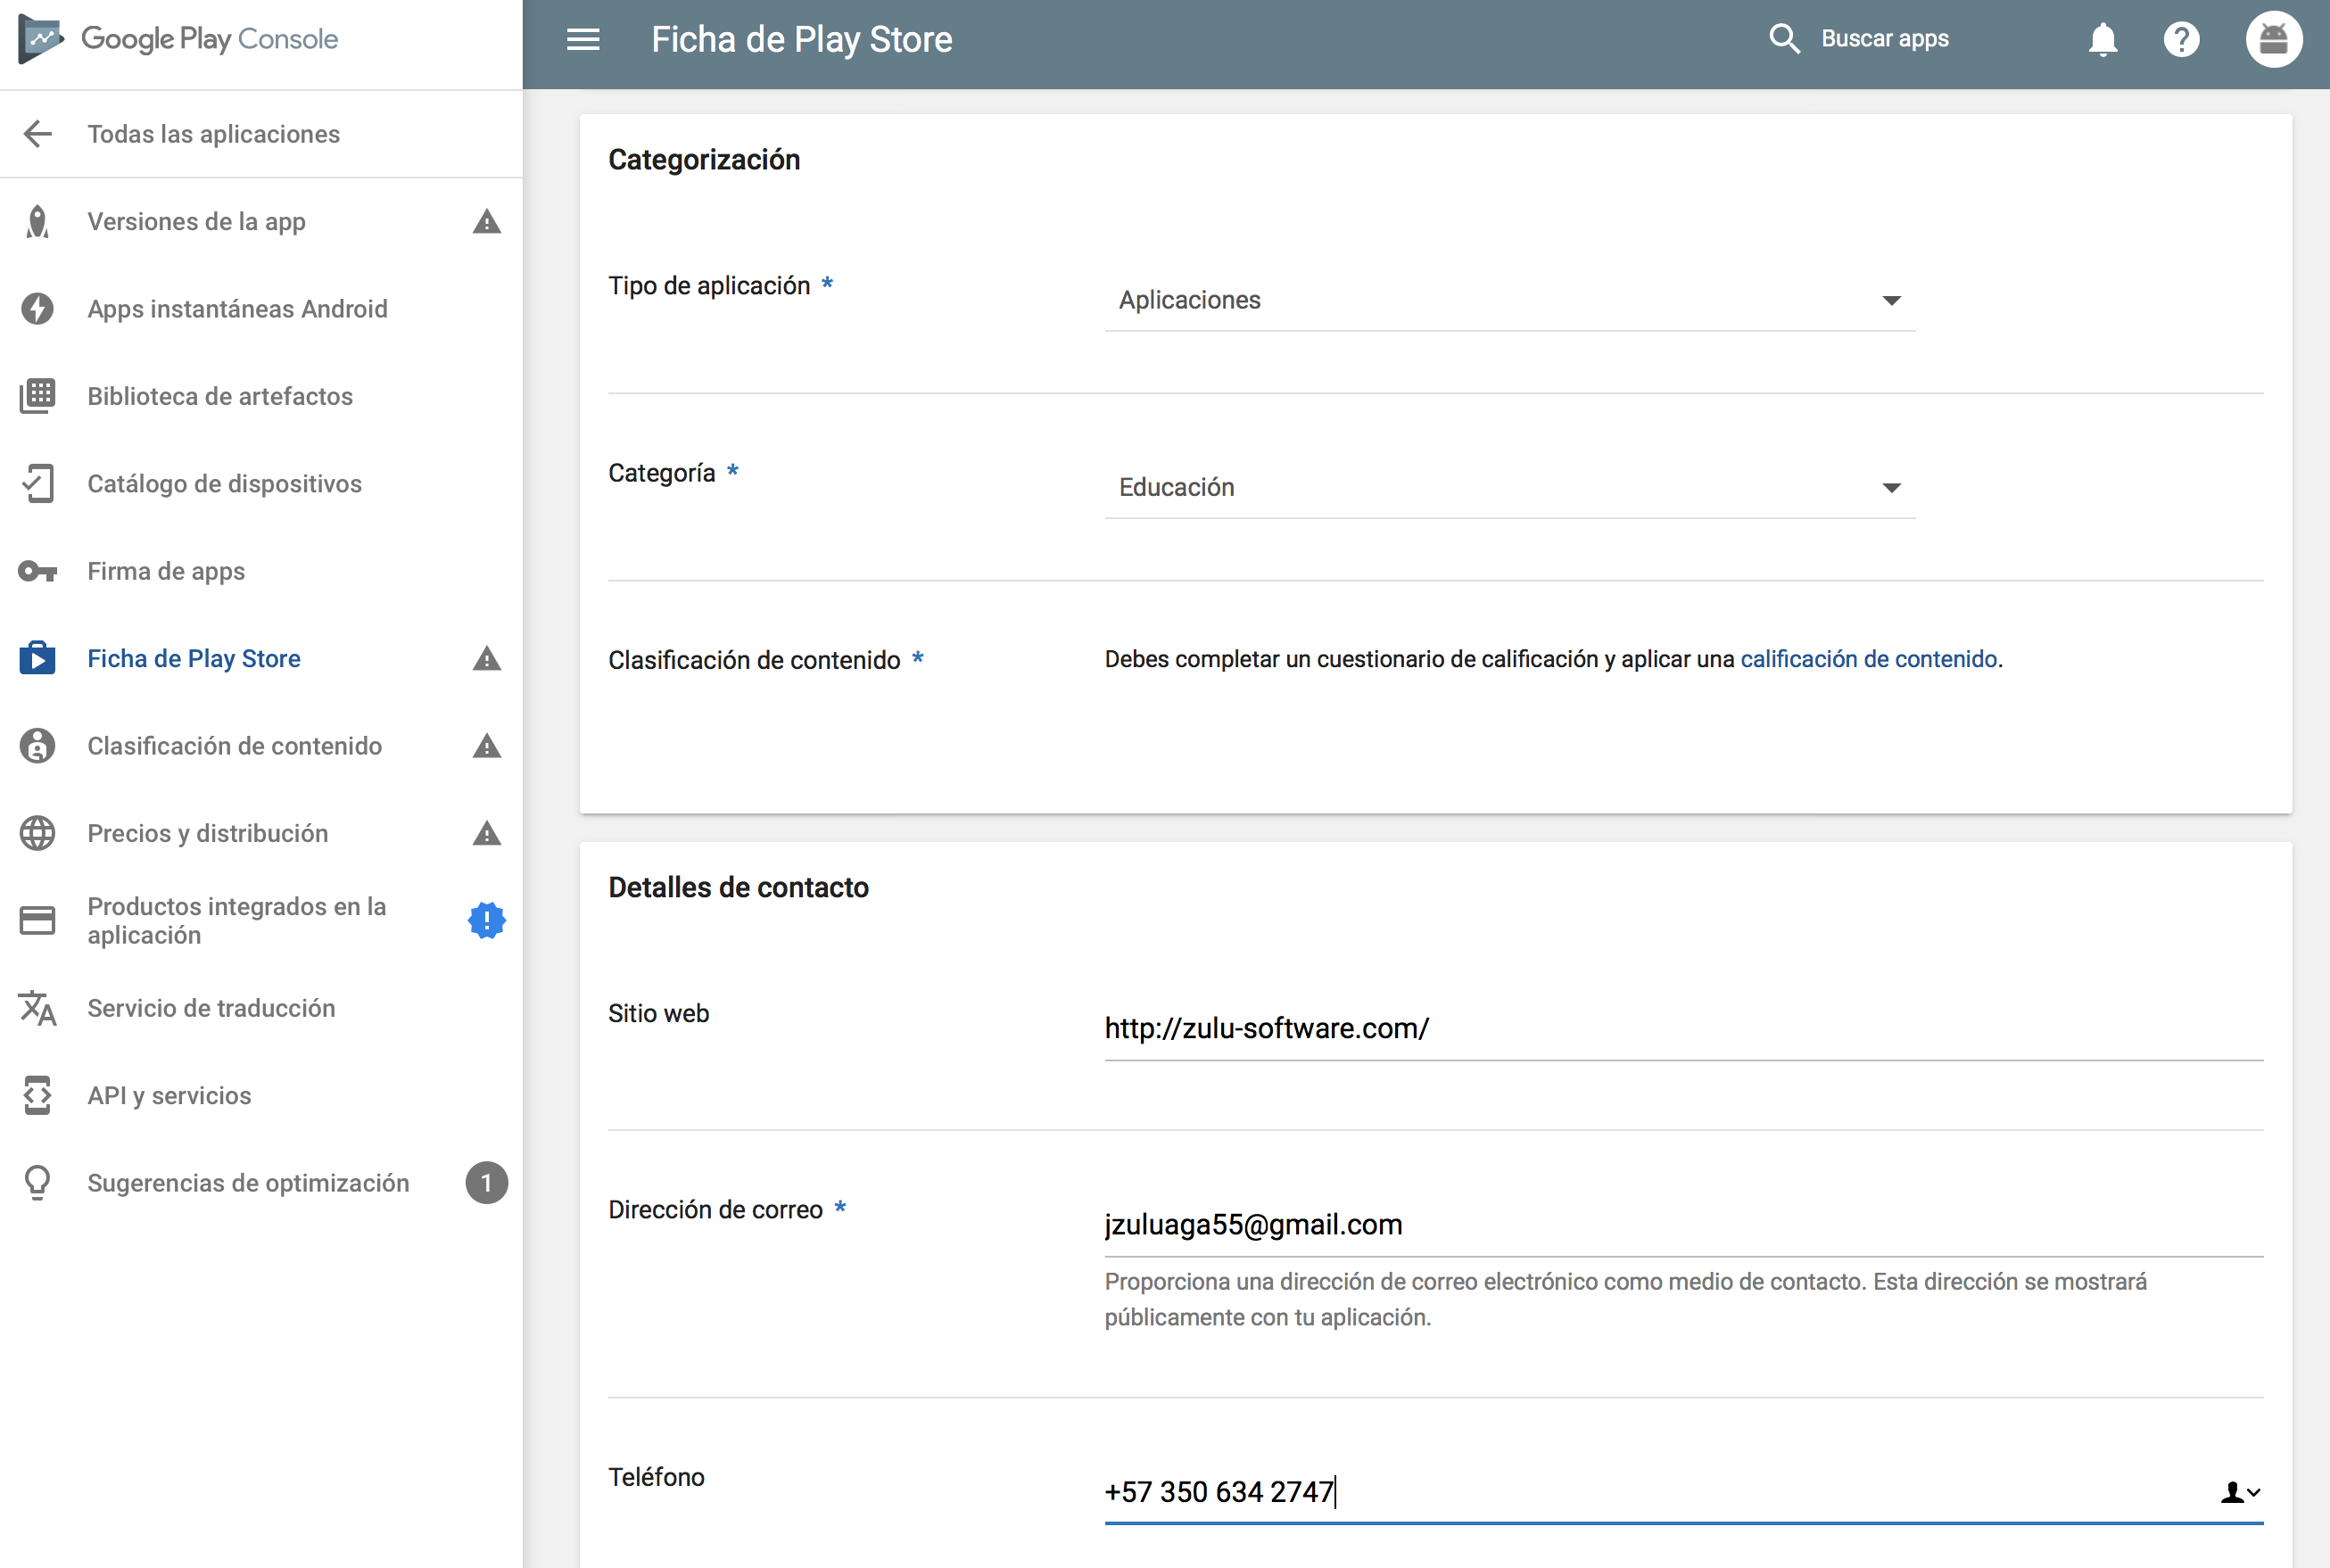 Google Play Console
Ficha de Play Store
Buscar apps
Todas las aplicaciones
Versiones de la app
Apps instantáneas Android
Biblioteca de artefactos
Catálogo de dispositivos
Firma de apps
Ficha de Play Store
Clasificación de contenido
Precios y distribución
Productos integrados en la
aplicación
Servicio de traducción
API y servicios
Sugerencias de optimización 1
Categorización
Tipo de aplicación *
Aplicaciones
Categoría *
Educación
Clasificación de contenido *
Debes completar un cuestionario de calificación y aplicar una calificación de contenido.
Detalles de contacto
Sitio web
http://zulu-software.com/
Dirección de correo *
jzuluaga55@gmail.com
Proporciona una dirección de correo electrónico como medio de contacto. Esta dirección se mostrará
públicamente con tu aplicación.
Teléfono
+57 350 634 2747